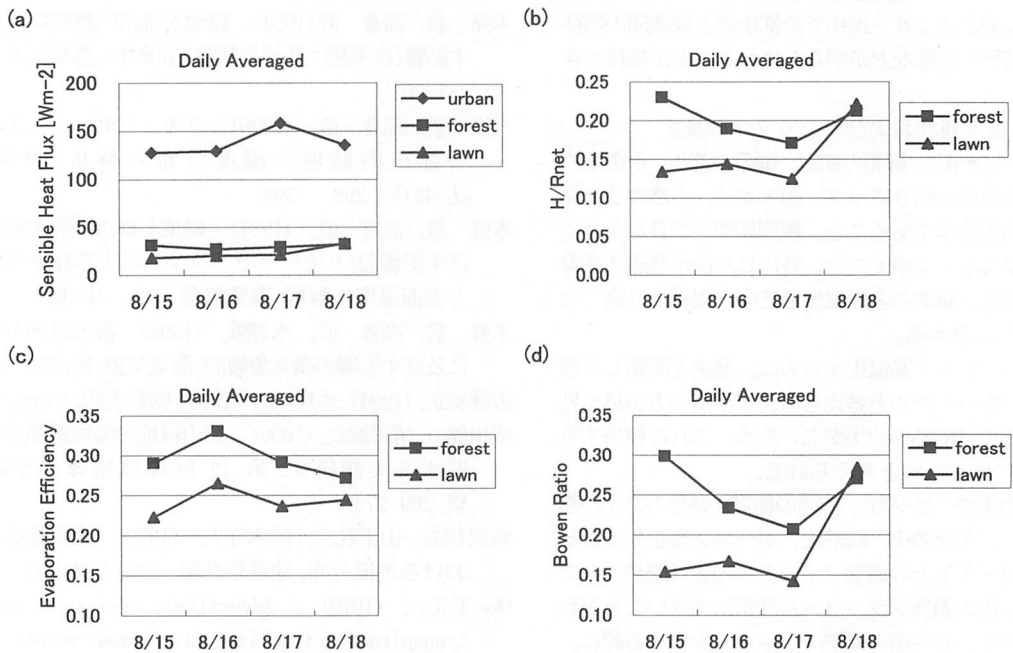 (a)
Daily Averaged
Sensible Heat Flux [Wm-2]
200
150
100
50
0
8/15 8/16 8/17 8/18
urban
forest
lawn
(b)
Daily Averaged
H/Rnet
0.25
0.20
0.15
0.10
0.05
0.00
8/15 8/16 8/17 8/18
forest
lawn
(c)
Daily Averaged
Evaporation Efficiency
0.35
0.30
0.25
0.20
0.15
0.10
8/15 8/16 8/17 8/18
forest
lawn
(d)
Daily Averaged
Bowen Ratio
0.35
0.30
0.25
0.20
0.15
0.10
8/15 8/16 8/17 8/18
forest
lawn